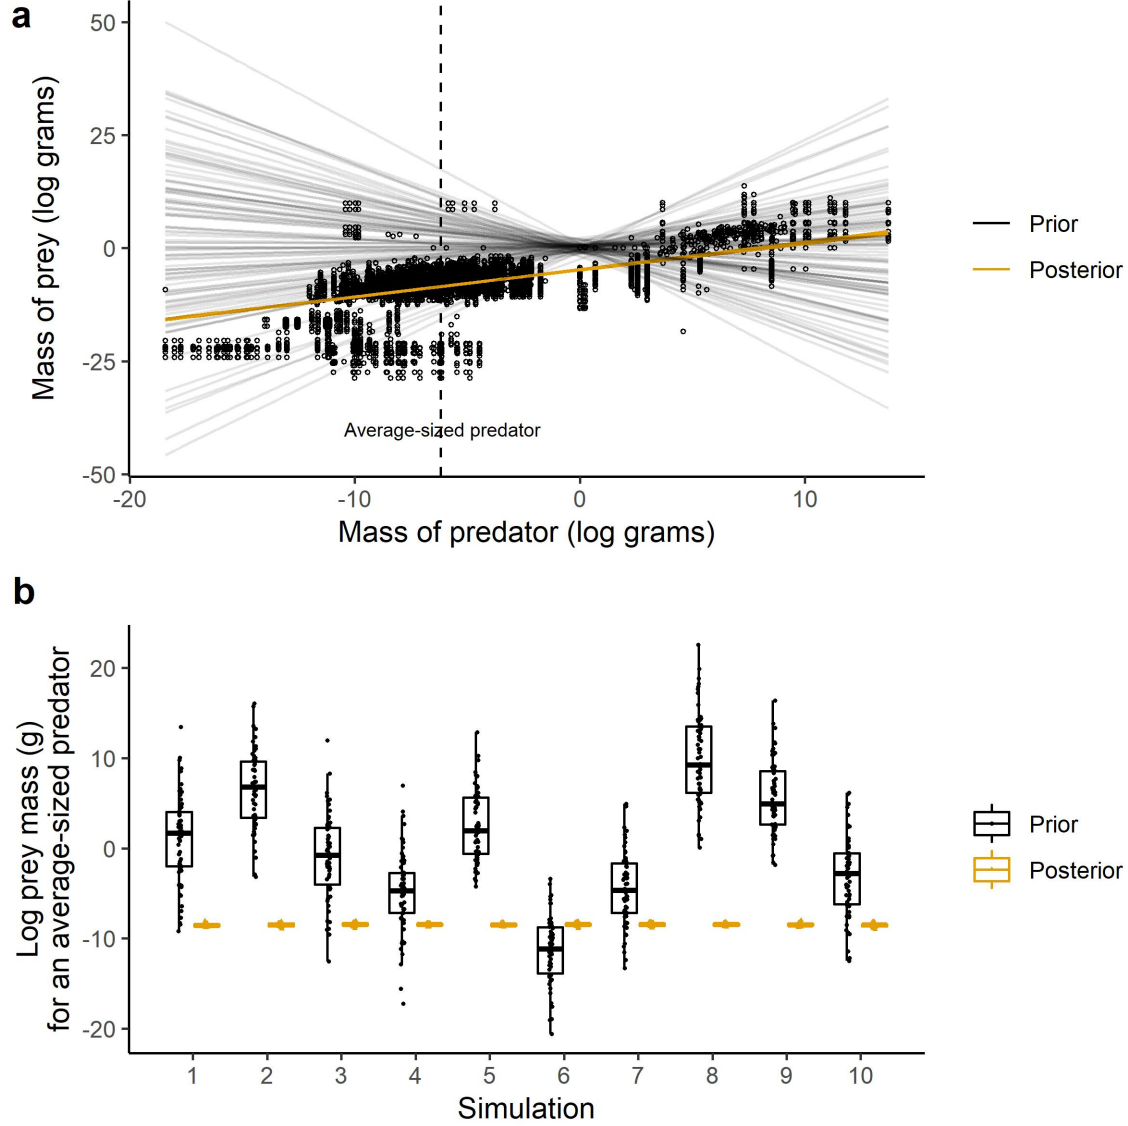 a
50
25
0
-25
-50
Mass of prey (log grams)
Average-sized predator
-20 -10 0 10
Mass of predator (log grams)
Prior
Posterior
b
20
10
0
-10
-20
Log prey mass (g)
for an average-sized predator
1 2 3 4 5 6 7 8 9 10
Simulation
Prior
Posterior